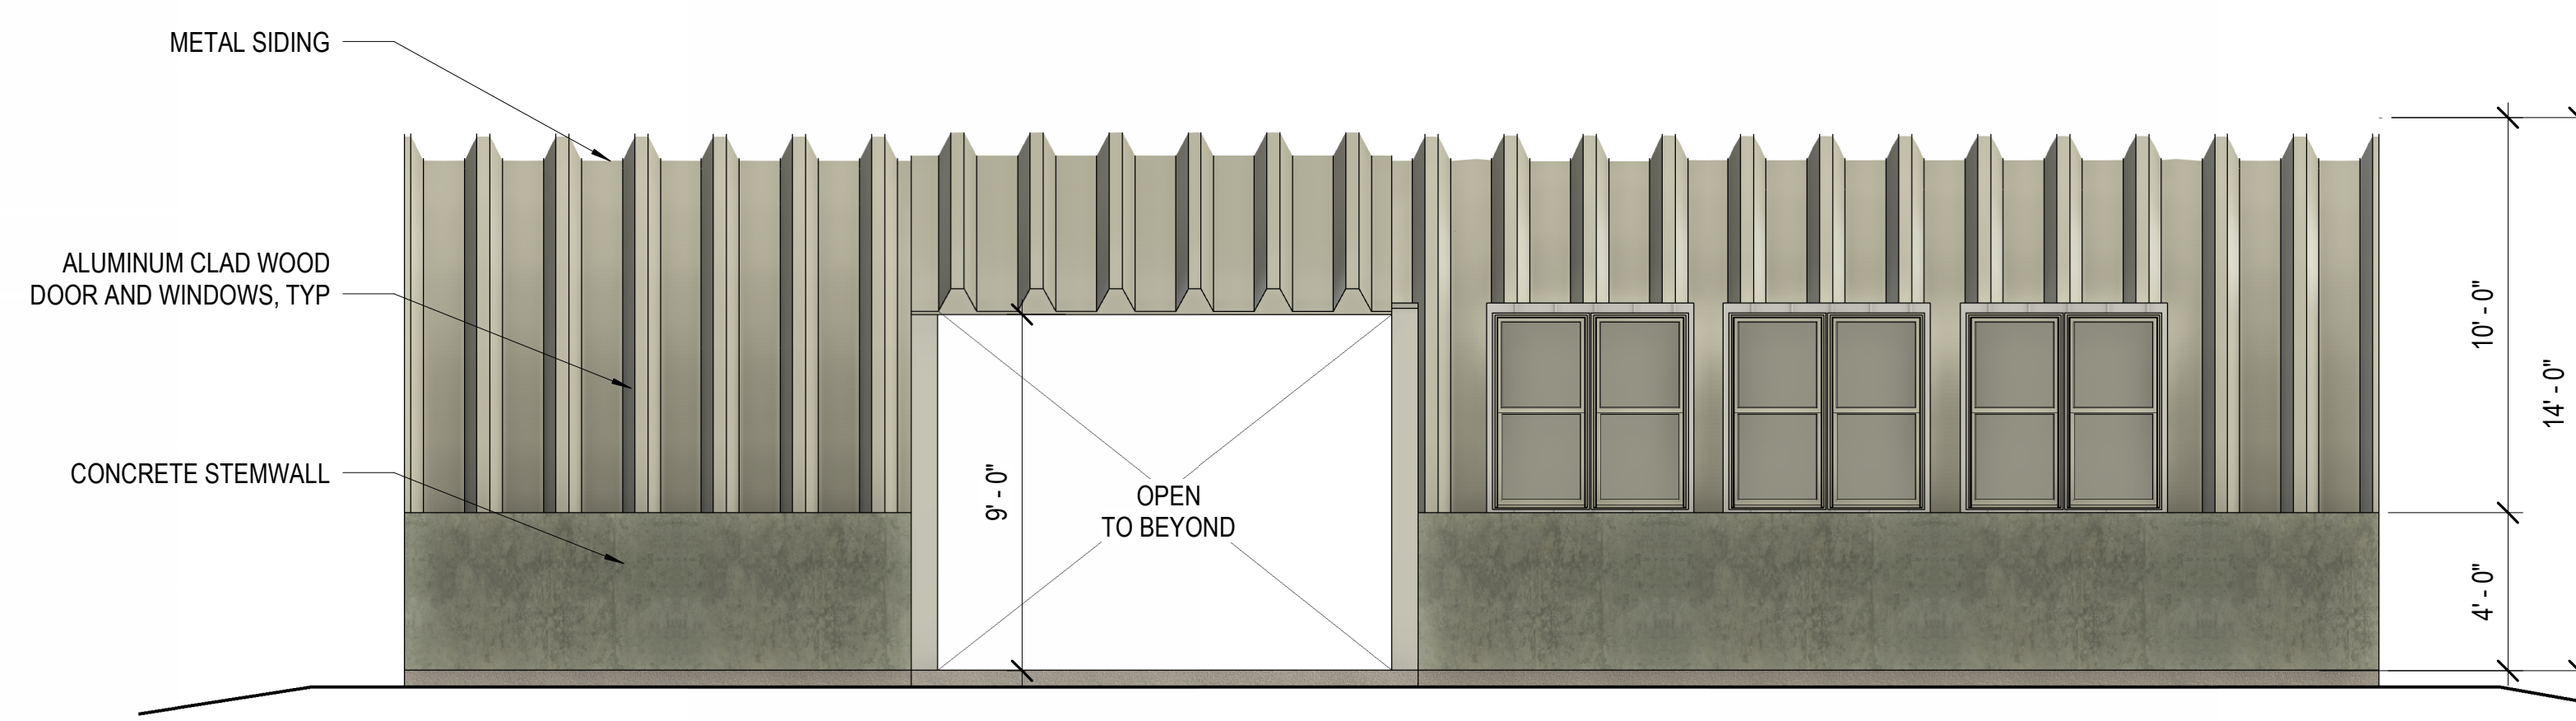 METAL SIDING
ALUMINUM CLAD WOOD
DOOR AND WINDOWS, TYP
CONCRETE STEMWALL
9' - 0"
OPEN
TO BEYOND
10' - 0"
14' - 0"
4' - 0"